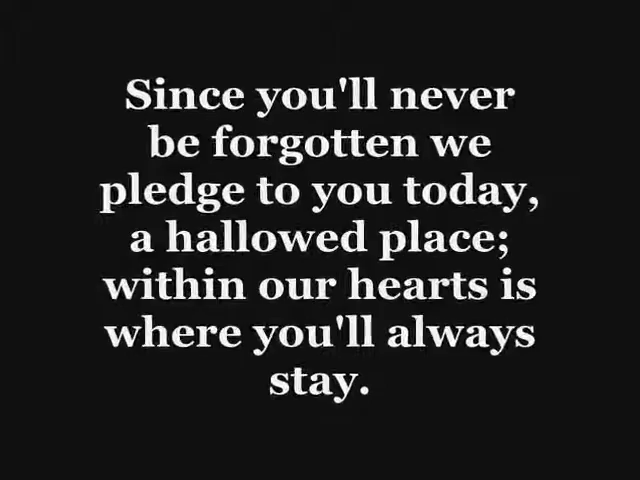 Since you'll never
be forgotten we
pledge to you today,
a hallowed place;
within our hearts is
where you'll always
stay.